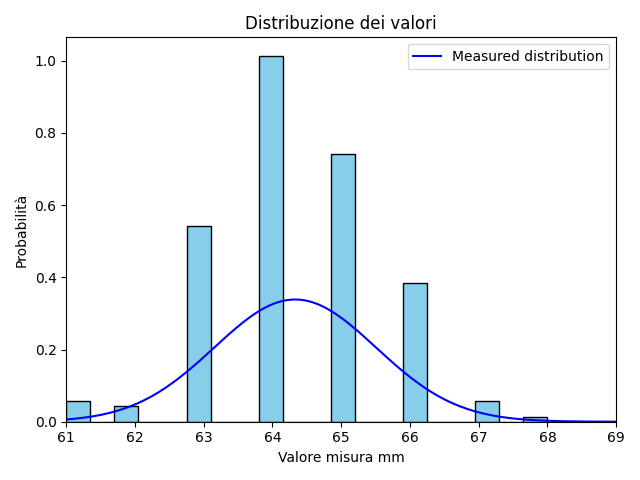 Distribuzione dei valori
Measured distribution
Probabilità
1.0
0.8
0.6
0.4
0.2
0.0
61 62 63 64 65 66 67 68 69
Valore misura mm